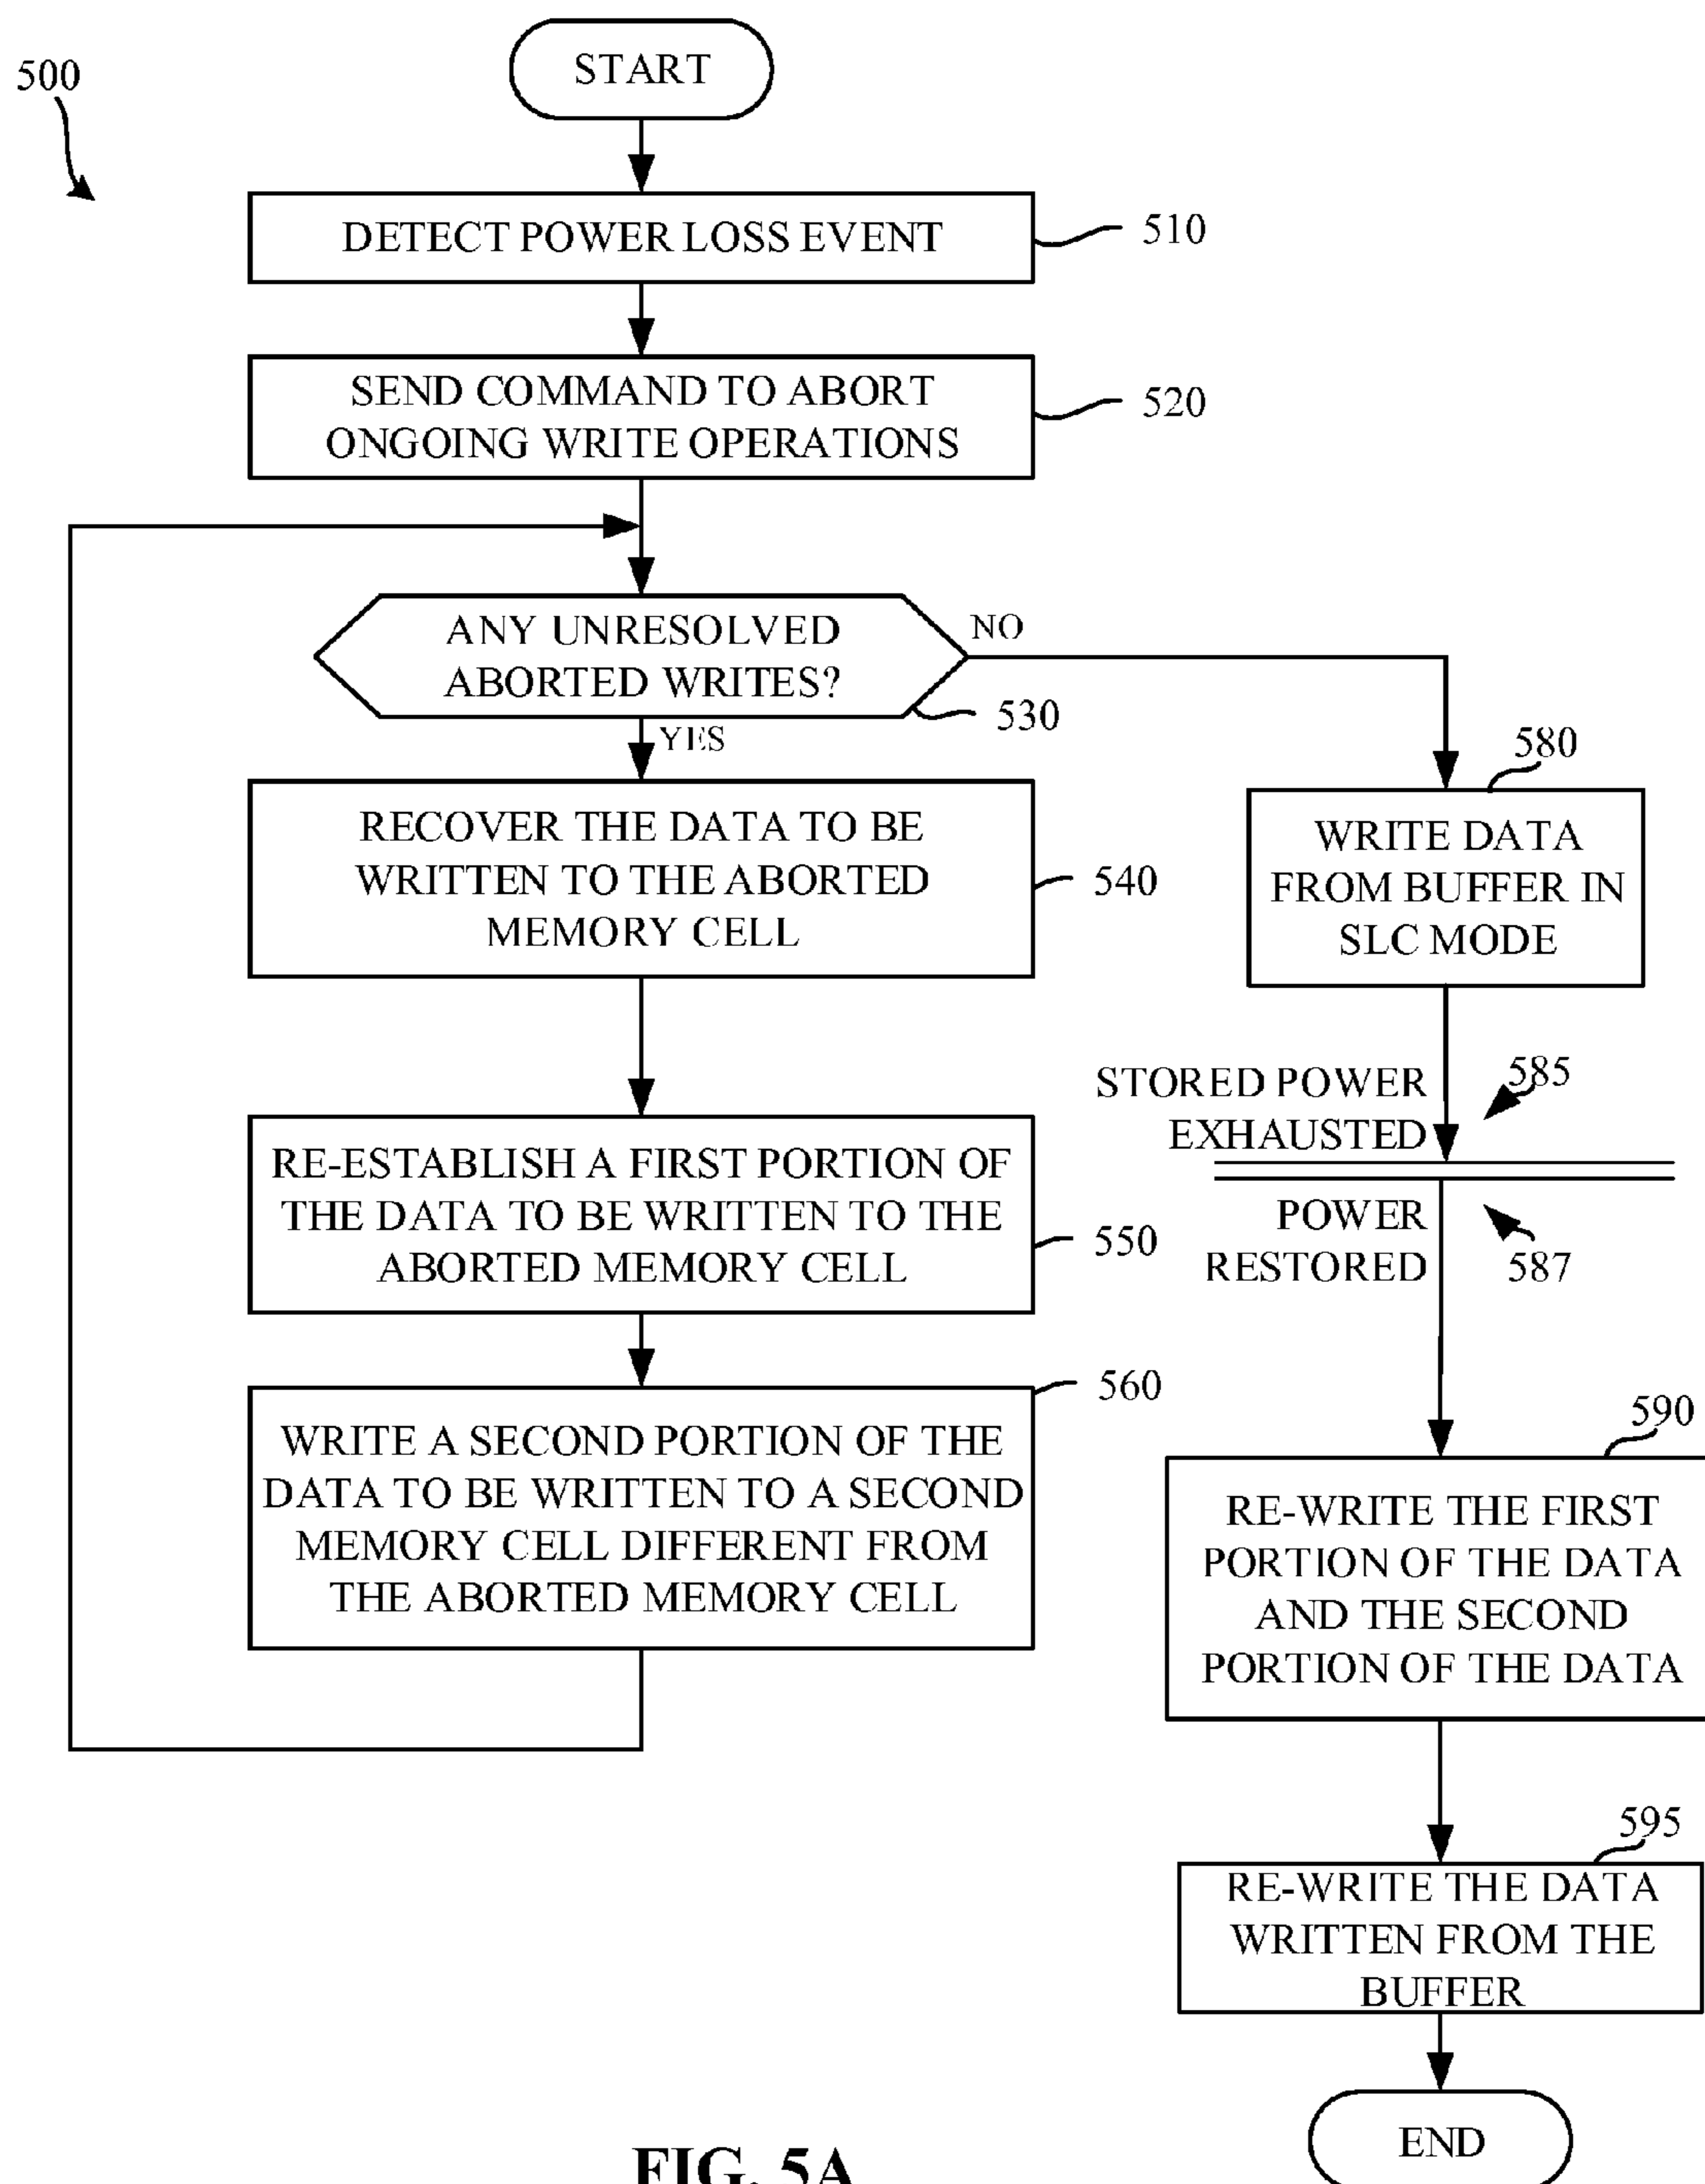 500
START
DETECT POWER LOSS EVENT
510
SEND COMMAND TO ABORT
ONGOING WRITE OPERATIONS
520
ANY UNRESOLVED
ABORTED WRITES?
530
NO
YES
RECOVER THE DATA TO BE
WRITTEN TO THE ABORTED
MEMORY CELL
540
RE-ESTABLISH A FIRST PORTION OF
THE DATA TO BE WRITTEN TO THE
ABORTED MEMORY CELL
550
WRITE A SECOND PORTION OF THE
DATA TO BE WRITTEN TO A SECOND
MEMORY CELL DIFFERENT FROM
THE ABORTED MEMORY CELL
560
580
WRITE DATA
FROM BUFFER IN
SLC MODE
STORED POWER
EXHAUSTED
585
POWER
RESTORED
587
590
RE-WRITE THE FIRST
PORTION OF THE DATA
AND THE SECOND
PORTION OF THE DATA
595
RE-WRITE THE DATA
WRITTEN FROM THE
BUFFER
END
FIG. 5A